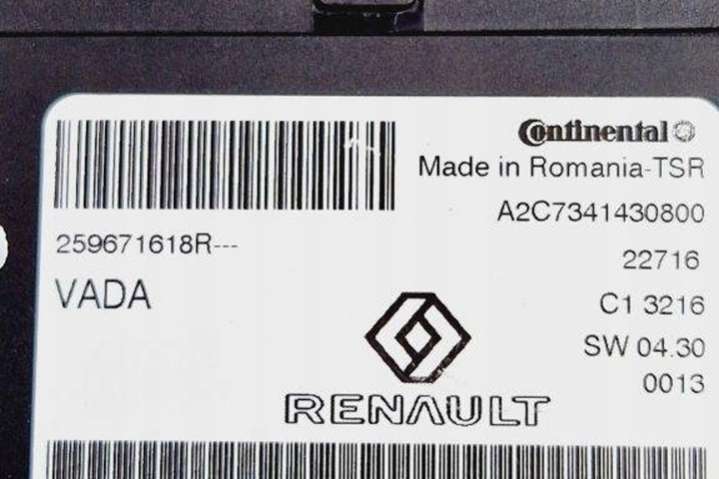 Continental
Made in Romania-TSR
A2C7341430800
259671618R---
22716
VADA
C1 3216
SW 04.30
0013
RENAULT